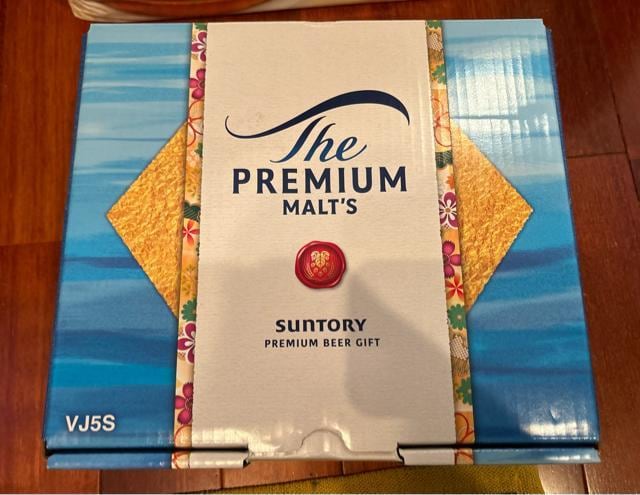 The
PREMIUM
MALT'S
SUNTORY
PREMIUM BEER GIFT
VJ5S